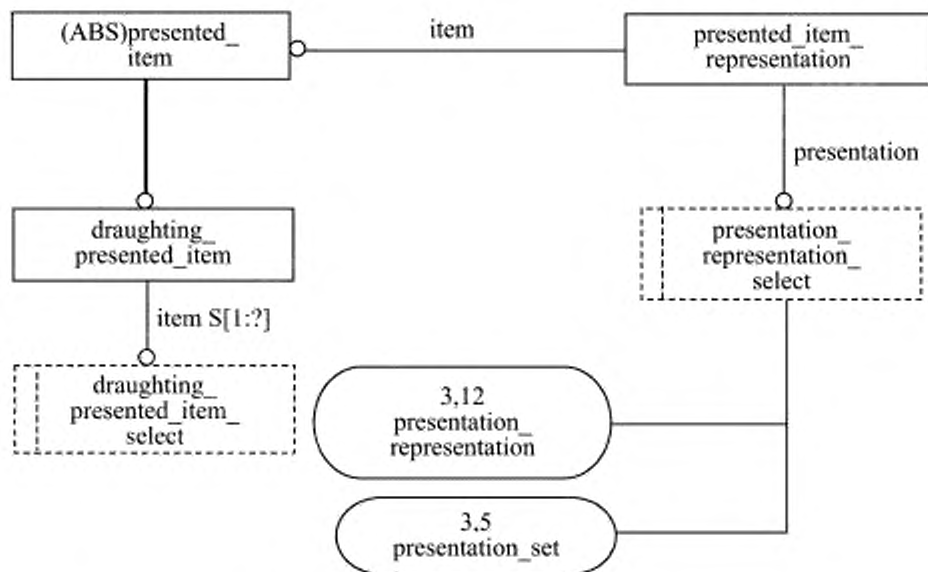 (ABS)presented_
item
item
presented_item_
representation
presentation
draughting_
presented_item
presentation_
representation_
select
item S[1:?]
draughting_
presented_item_
select
3,12
presentation_
representation
3,5
presentation_set